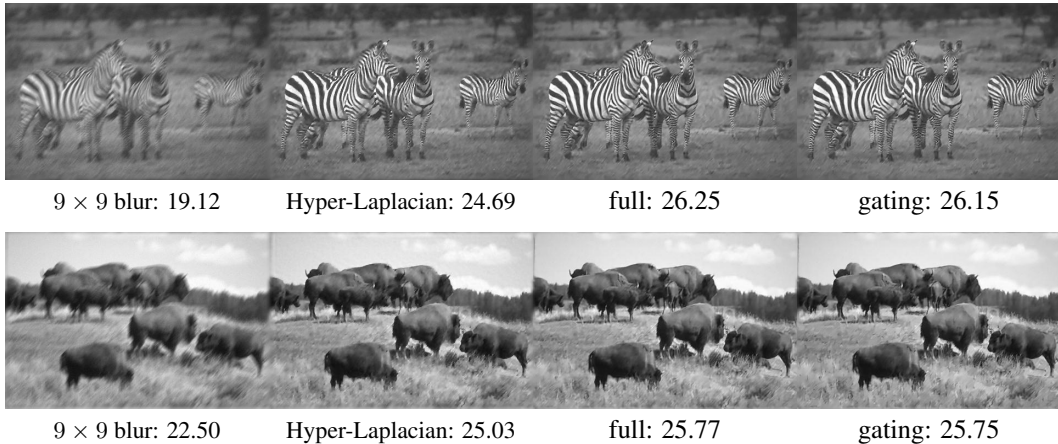 9 × 9 blur: 19.12 Hyper-Laplacian: 24.69 full: 26.25 gating: 26.15
9 × 9 blur: 22.50 Hyper-Laplacian: 25.03 full: 25.77 gating: 25.75